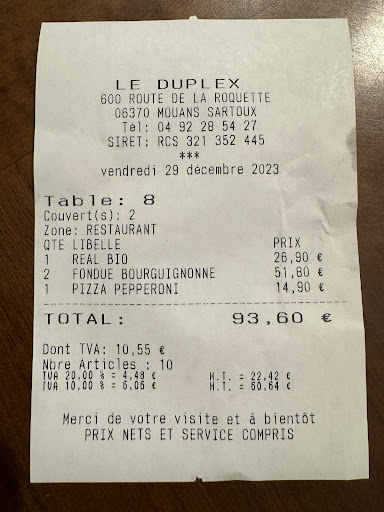 LE DUPLEX
600 ROUTE DE LA ROQUETTE
06370 MOUANS SARTOUX
Tél: 04 92 28 54 27
SIRET: RCS 321 352 445
***
vendredi 29 décembre 2023
Table: 8
Couvert(s): 2
Zone: RESTAURANT
QTE LIBELLE PRIX
1 REAL BIO 26,90 €
2 FONDUE BOURGUIGNONNE 51,80 €
1 PIZZA PEPPERONI 14,90 €
TOTAL: 93,60 €
Dont TVA: 10,55 €
Nbre Articles : 10
TVA 20,00 % = 4,48 € H.T. = 22,42 €
TVA 10,00 % = 6,06 € H.T. = 60,64 €
Merci de votre visite et à bientôt
PRIX NETS ET SERVICE COMPRIS